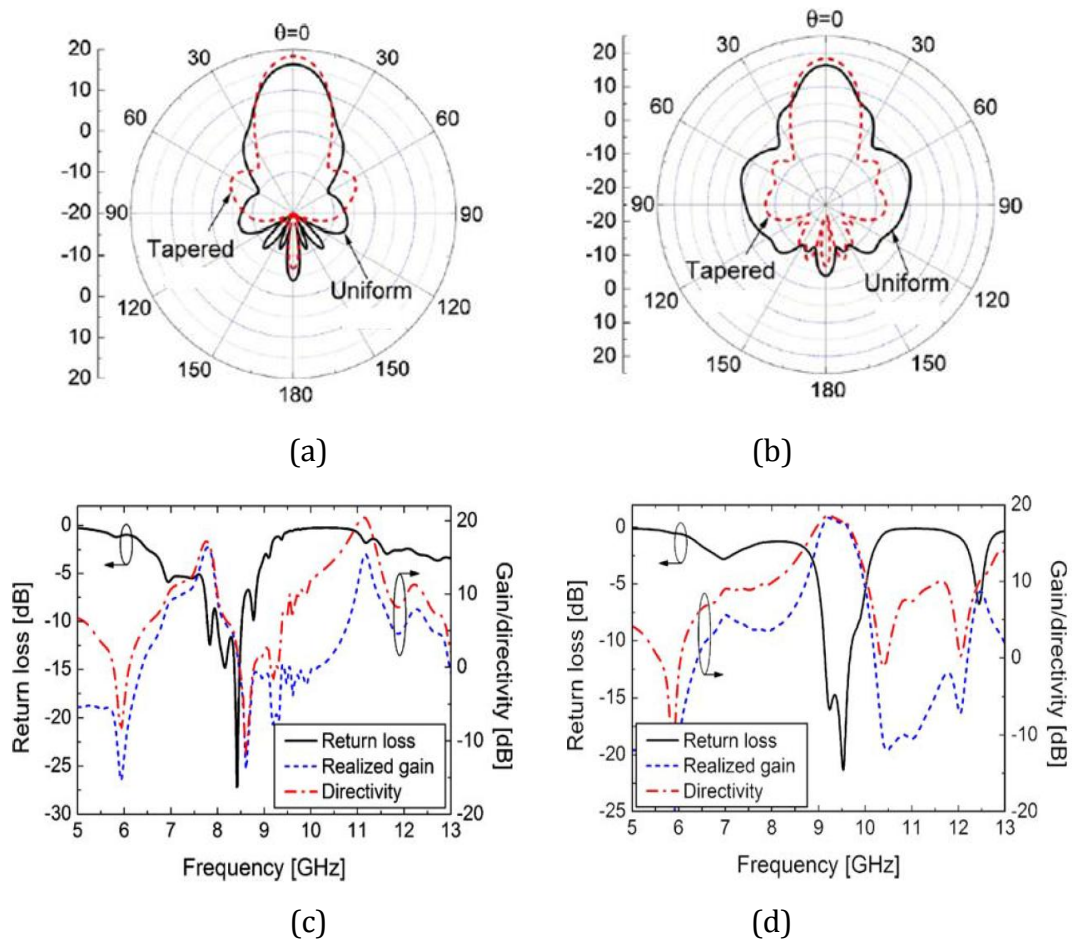 θ=0
20
30
30
10
60
60
0
-10
-20
90
90
-10
Tapered
Uniform
0
120
120
10
150
150
20
180
(a)
θ=0
20
30
30
10
60
60
0
-10
-20
90
90
-10
Tapered
Uniform
0
120
120
10
150
150
20
180
(b)
0
-5
-10
-15
-20
-25
-30
Return loss [dB]
20
10
0
-10
-20
Gain/directivity [dB]
Return loss
Realized gain
Directivity
5 6 7 8 9 10 11 12 13
Frequency [GHz]
(c)
0
-5
-10
-15
-20
-25
Return loss [dB]
20
10
0
-10
-20
Gain/directivity [dB]
Return loss
Realized gain
Directivity
5 6 7 8 9 10 11 12 13
Frequency [GHz]
(d)